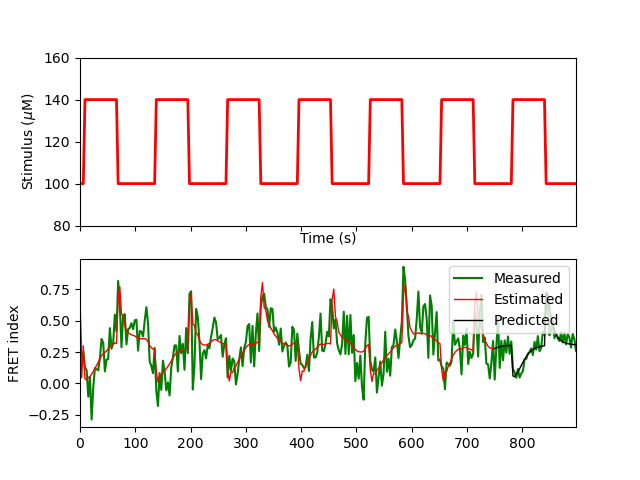 160
140
120
100
80
Stimulus (μM)
Time (s)
0.75
0.50
0.25
0.00
−0.25
FRET index
Measured
Estimated
Predicted
0 100 200 300 400 500 600 700 800